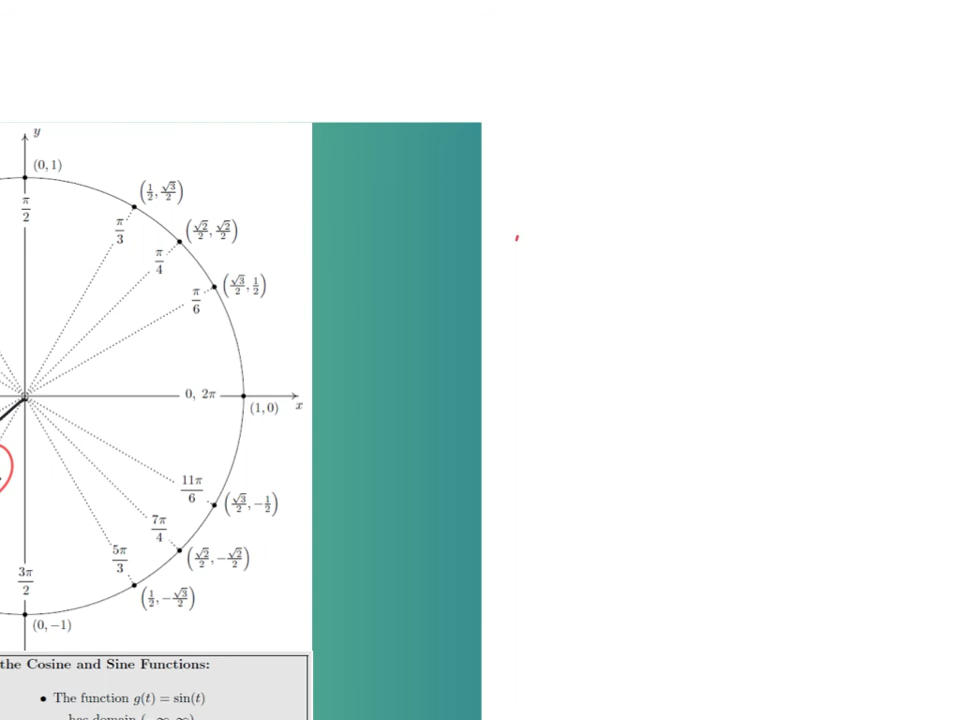 y
(0, 1)
π/2
(1/2, √3/2)
π/3
(√2/2, √2/2)
π/4
(√3/2, 1/2)
π/6
0, 2π
(1, 0)
x
11π/6
(√3/2, −1/2)
7π/4
(√2/2, −√2/2)
5π/3
(1/2, −√3/2)
3π/2
(0, −1)
the Cosine and Sine Functions:
• The function g(t) = sin(t)
has domain (−∞, ∞)